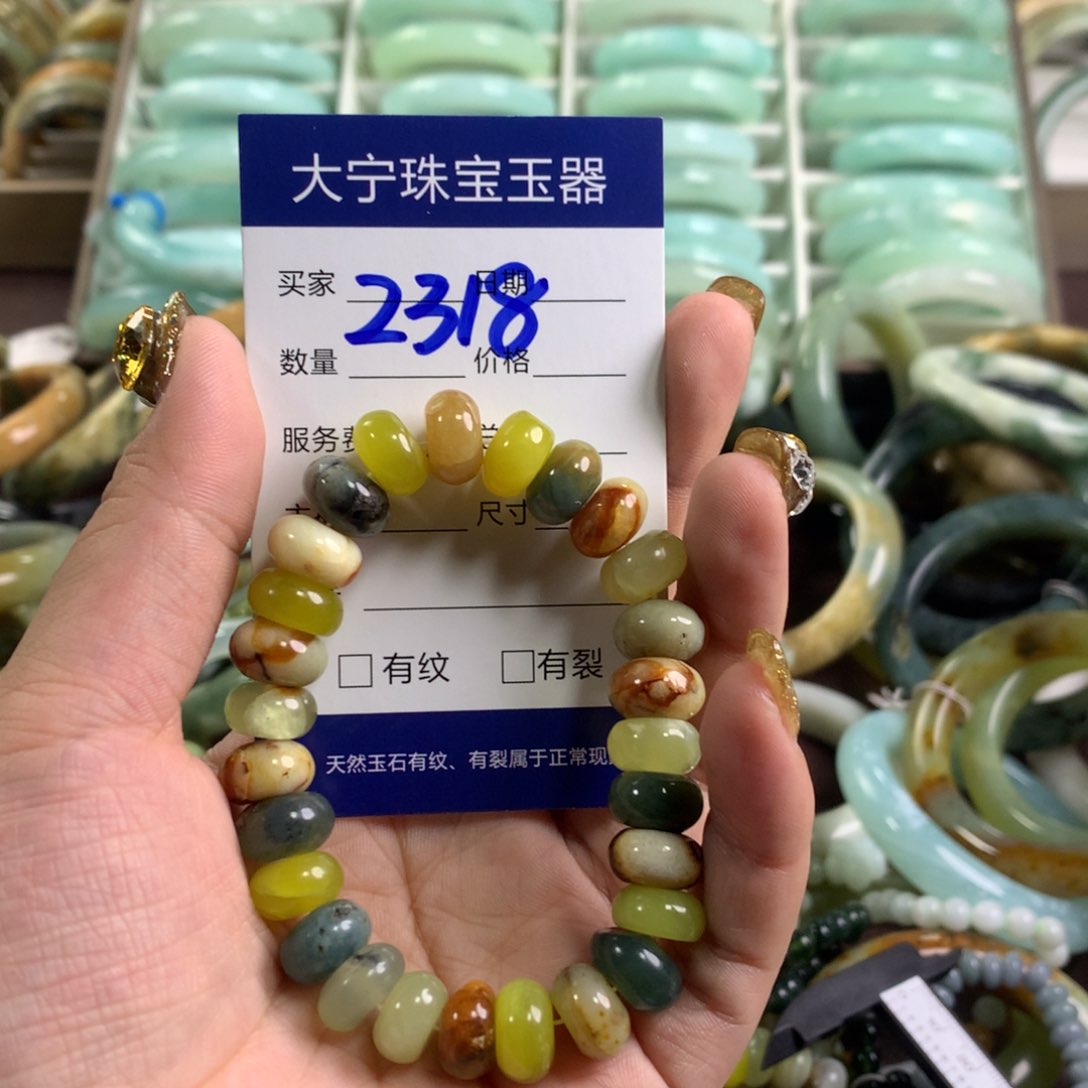 大宁珠宝玉器
买家 2318 日期
数量 价格
服务费
尺寸
有纹 有裂
天然玉石有纹、有裂属于正常现